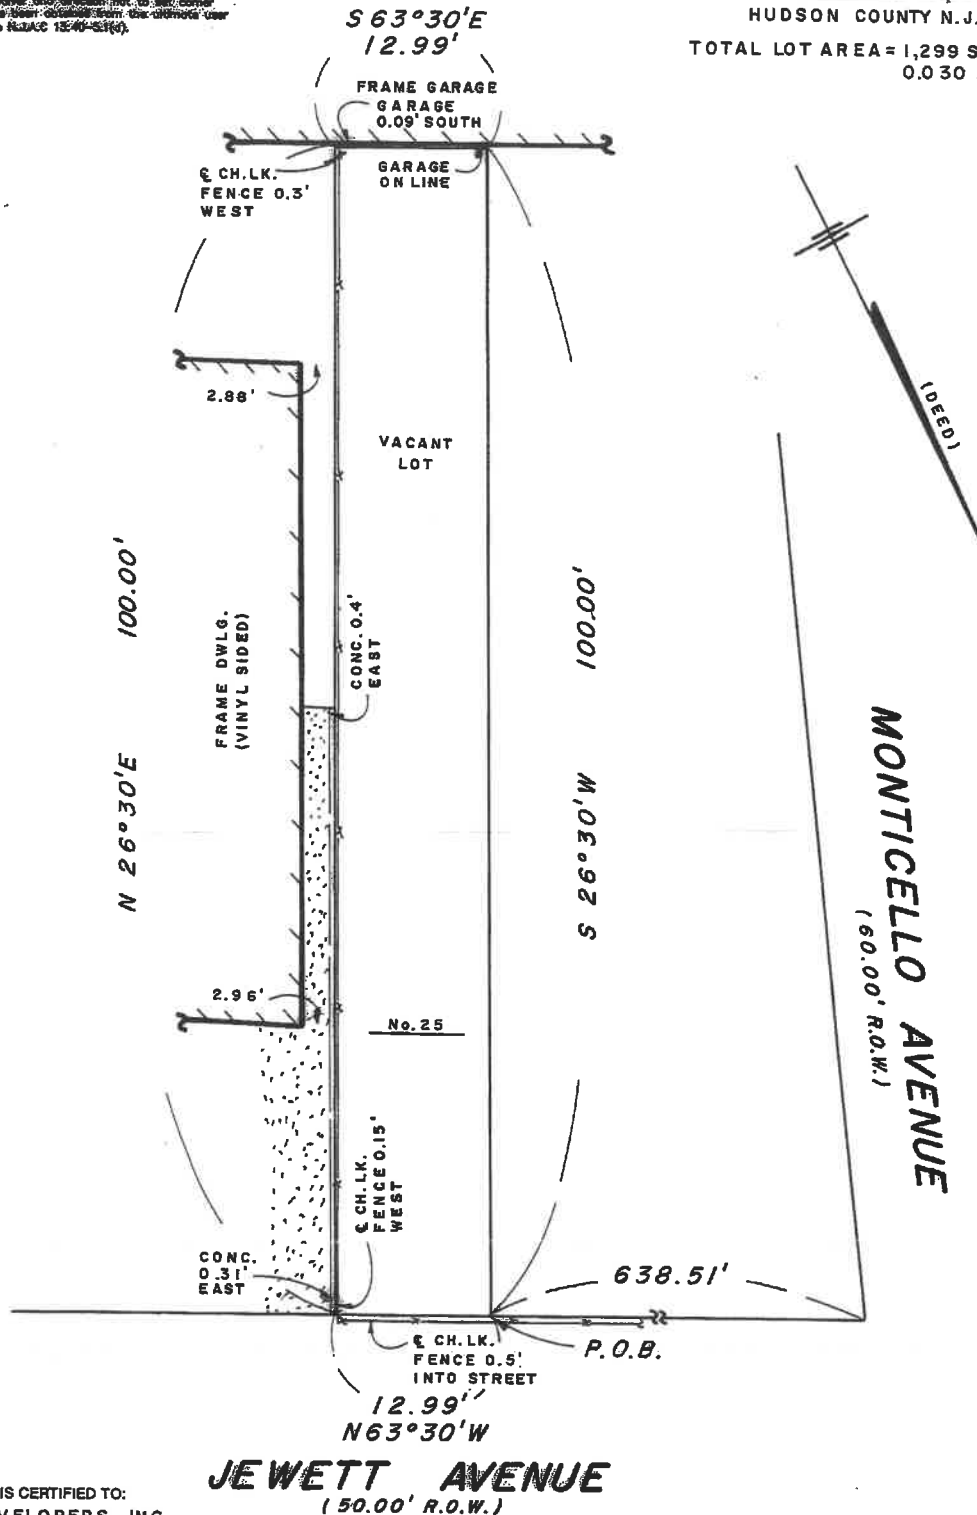 HUDSON COUNTY N.J.
TOTAL LOT AREA = 1,299 S
0.030
S 63°30'E
12.99'
FRAME GARAGE
GARAGE
0.09' SOUTH
℄ CH.LK.
FENCE 0.3'
WEST
GARAGE
ON LINE
(DEED)
2.88'
VACANT
LOT
N 26°30'E 100.00'
FRAME DWLG.
(VINYL SIDED)
CONC. 0.4'
EAST
S 26°30'W 100.00'
MONTICELLO AVENUE
(60.00' R.O.W.)
2.96'
No. 25
℄ CH.LK.
FENCE 0.15'
WEST
CONC.
0.31'
EAST
638.51'
℄ CH.LK.
FENCE 0.5'
INTO STREET
P.O.B.
12.99'
N63°30'W
JEWETT AVENUE
(50.00' R.O.W.)
IS CERTIFIED TO:
VELOPERS, INC.